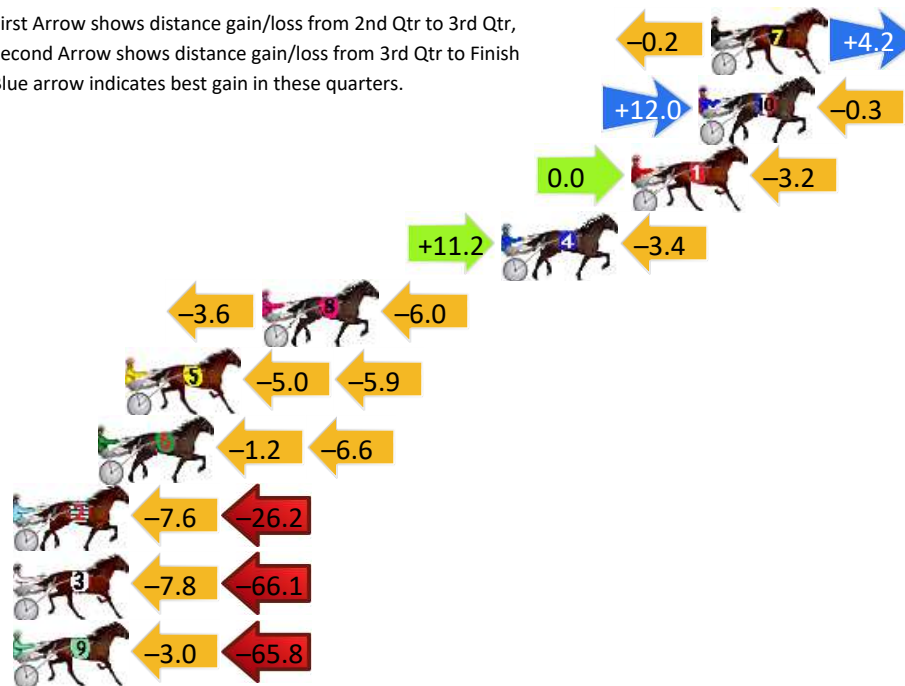 irst Arrow shows distance gain/loss from 2nd Qtr to 3rd Qtr,
econd Arrow shows distance gain/loss from 3rd Qtr to Finish
lue arrow indicates best gain in these quarters.
–0.2 7 +4.2
+12.0 10 –0.3
0.0 1 –3.2
+11.2 4 –3.4
–3.6 8 –6.0
5 –5.0 –5.9
6 –1.2 –6.6
2 –7.6 –26.2
3 –7.8 –66.1
9 –3.0 –65.8